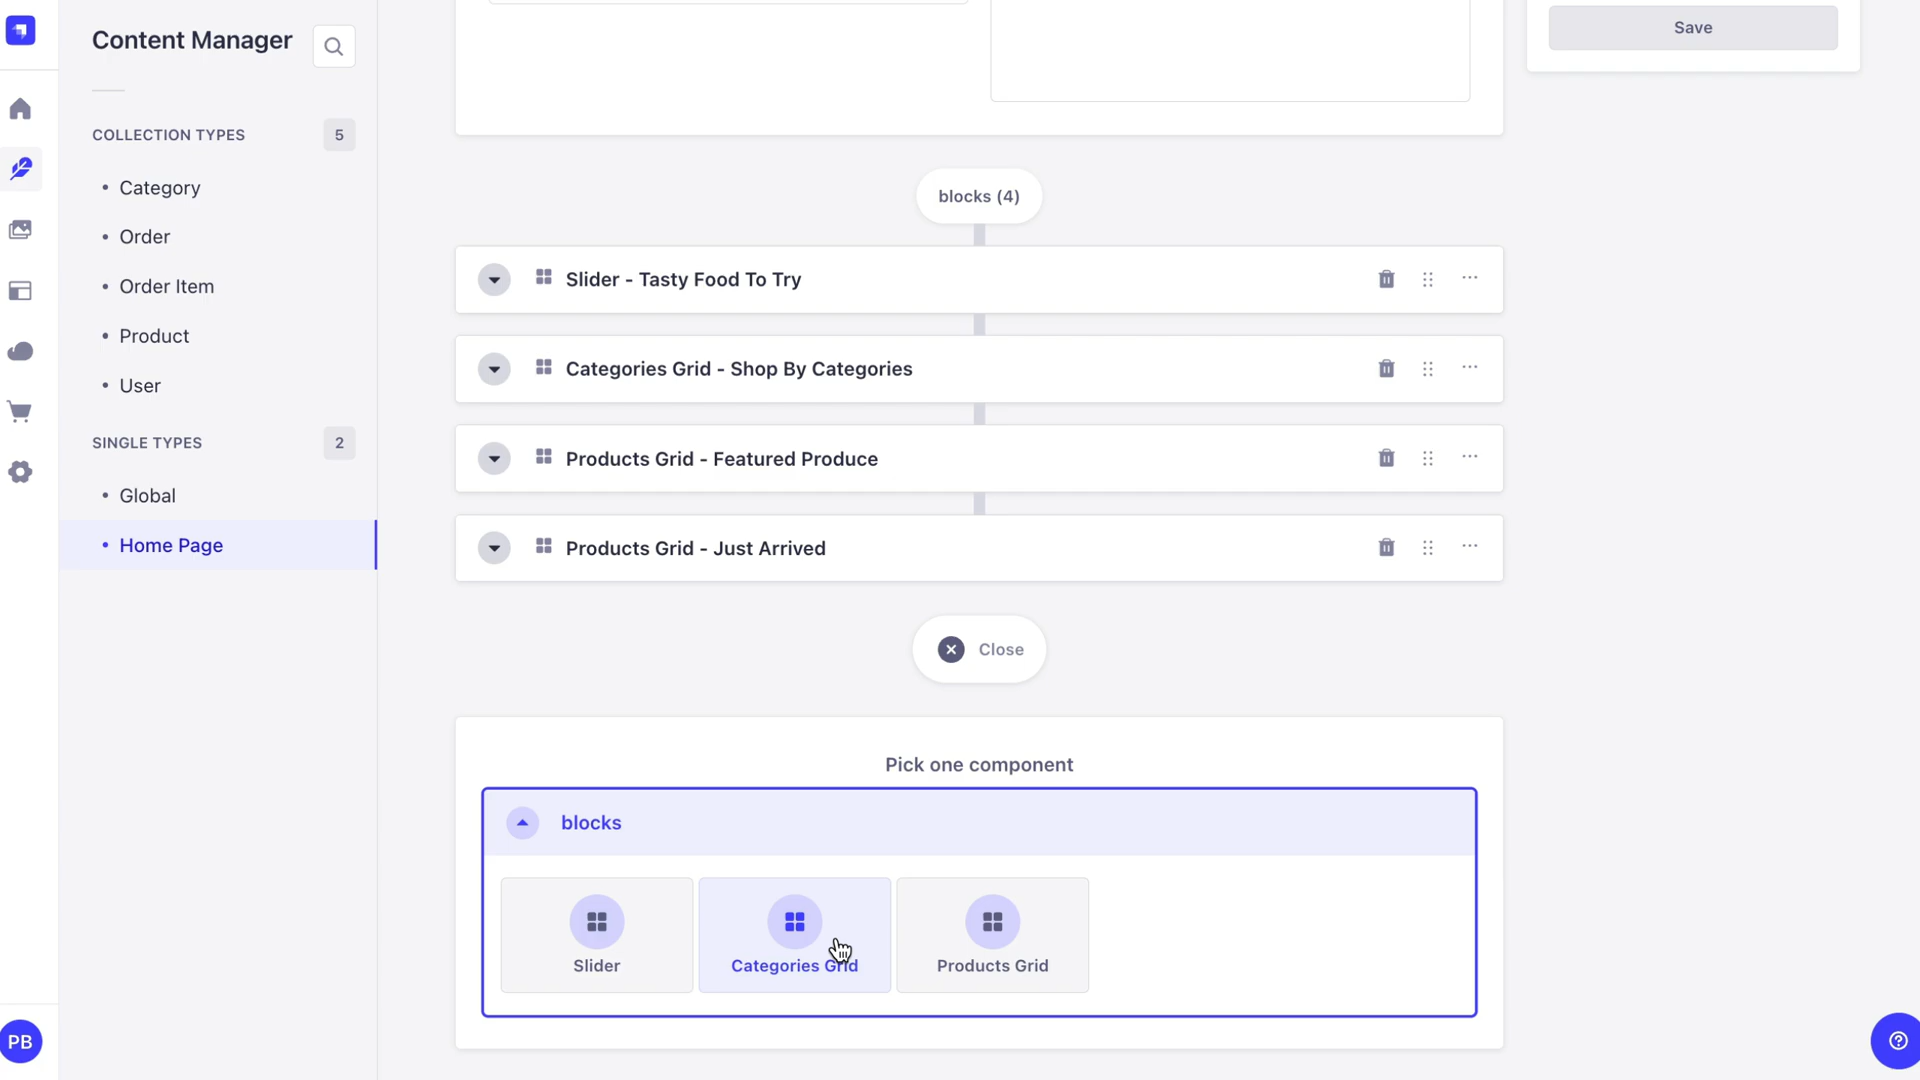 Content Manager
COLLECTION TYPES 5
Category
Order
Order Item
Product
User
SINGLE TYPES 2
Global
Home Page
PB
Save
blocks (4)
Slider - Tasty Food To Try
Categories Grid - Shop By Categories
Products Grid - Featured Produce
Products Grid - Just Arrived
Close
Pick one component
blocks
Slider
Categories Grid
Products Grid